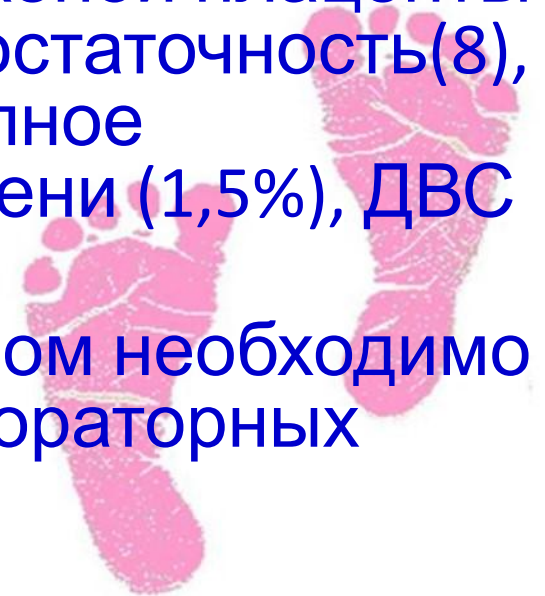 остаточность(8),
лное
ени (1,5%), ДВС
ом необходимо
ораторных